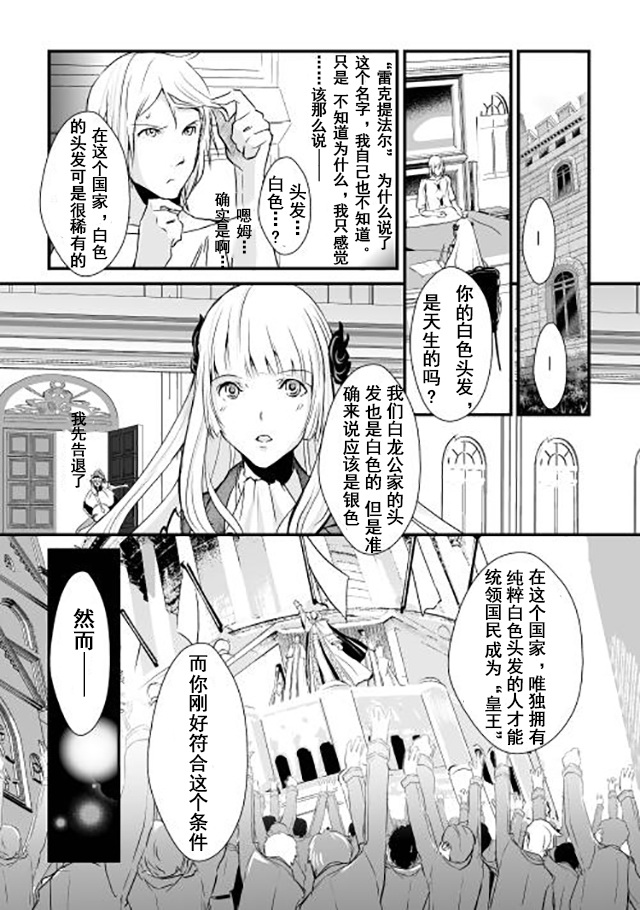 —
—
你的白色头发，
是天生的吗？
“雷克提法尔” 为什么说了
这个名字，我自己也不知道。
只是 不知道为什么，我只感觉
……该那么说——
头发…
白色…？
嗯姆…
确实是啊…
在这个国家，白色
的头发可是很稀有的
我们白龙公家的头
发也是白色的 但是准
确来说应该是银色
我先告退了
在这个国家，唯独拥有
纯粹白色头发的人才能
统领国民成为“皇王”
而你刚好符合这个条件
然而——